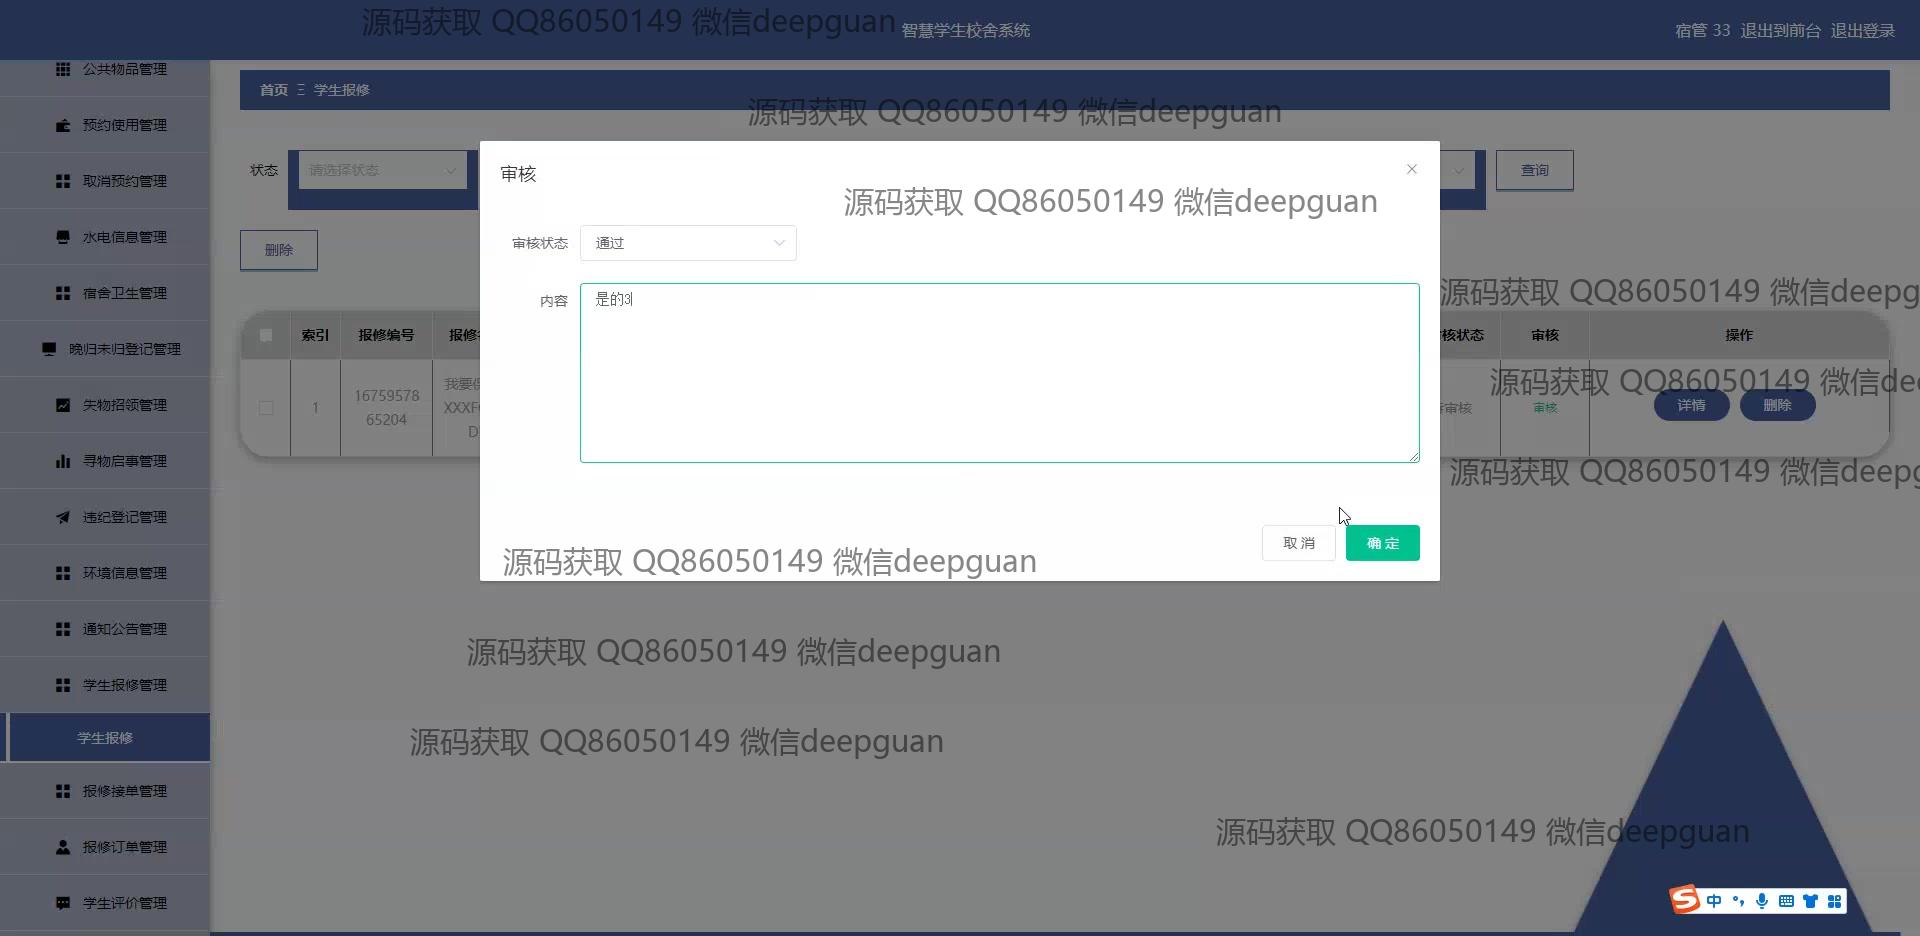 源码获取 QQ86050149 微信deepguan
智慧学生校舍系统
宿管 33 退出到前台 退出登录
公共物品管理
首页 Ξ 学生报修
源码获取 QQ86050149 微信deepguan
预约使用管理
审核
状态 请选择状态
查询
取消预约管理
源码获取 QQ86050149 微信deepguan
水电信息管理
审核状态 通过
删除
宿舍卫生管理
内容 是的3
源码获取 QQ86050149 微信deepg
索引 报修编号 报修 核状态 审核 操作
晚归未归登记管理
源码获取 QQ86050149 微信de
1
16759578
65204
我要
XXXF
D
审核
审核
详情
删除
失物招领管理
寻物启事管理
源码获取 QQ86050149 微信deepg
违纪登记管理
取消 确定
源码获取 QQ86050149 微信deepguan
环境信息管理
通知公告管理
源码获取 QQ86050149 微信deepguan
学生报修管理
学生报修
源码获取 QQ86050149 微信deepguan
报修接单管理
源码获取 QQ86050149 微信deepguan
报修订单管理
学生评价管理
S 中